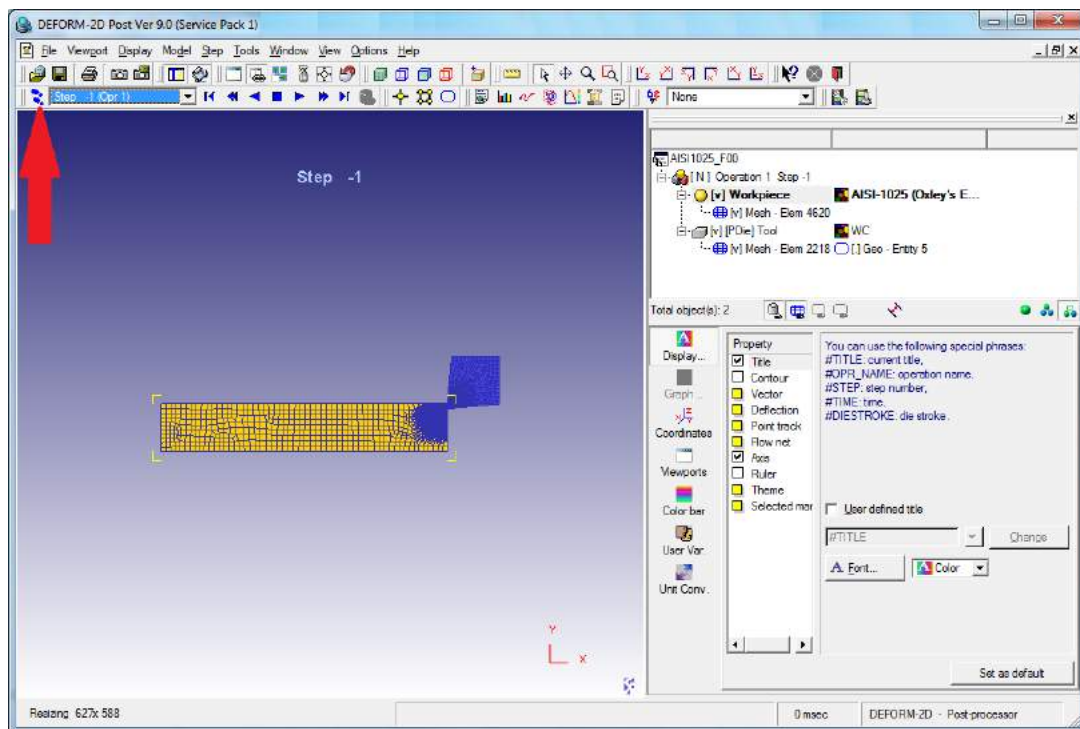 DEFORM-2D Post Ver 9.0 (Service Pack 1)
File Viewport Display Model Step Tools Window View Options Help
Step -1 (Opr 1)
None
Step -1
AISI1025_F00
[N] Operation 1 Step -1
[v] Workpiece AISI-1025 (Oxley's E...
[v] Mesh - Elem 4620
[v] [PDie] Tool WC
[v] Mesh - Elem 2218 [.] Geo - Entity 5
Total object(s): 2
Display...
Graph ...
Coordinates
Viewports
Color bar
User Var.
Unit Conv.
Property
Title
Contour
Vector
Deflection
Point track
Flow net
Axis
Ruler
Theme
Selected mar
You can use the following special phrases:
#TITLE: current title,
#OPR_NAME: operation name,
#STEP: step number,
#TIME: time,
#DIESTROKE: die stroke.
User defined title
#TITLE
Change
A Font...
Color
Y
X
Set as default
Resizing 627x 588
0 msec
DEFORM-2D - Post-processor